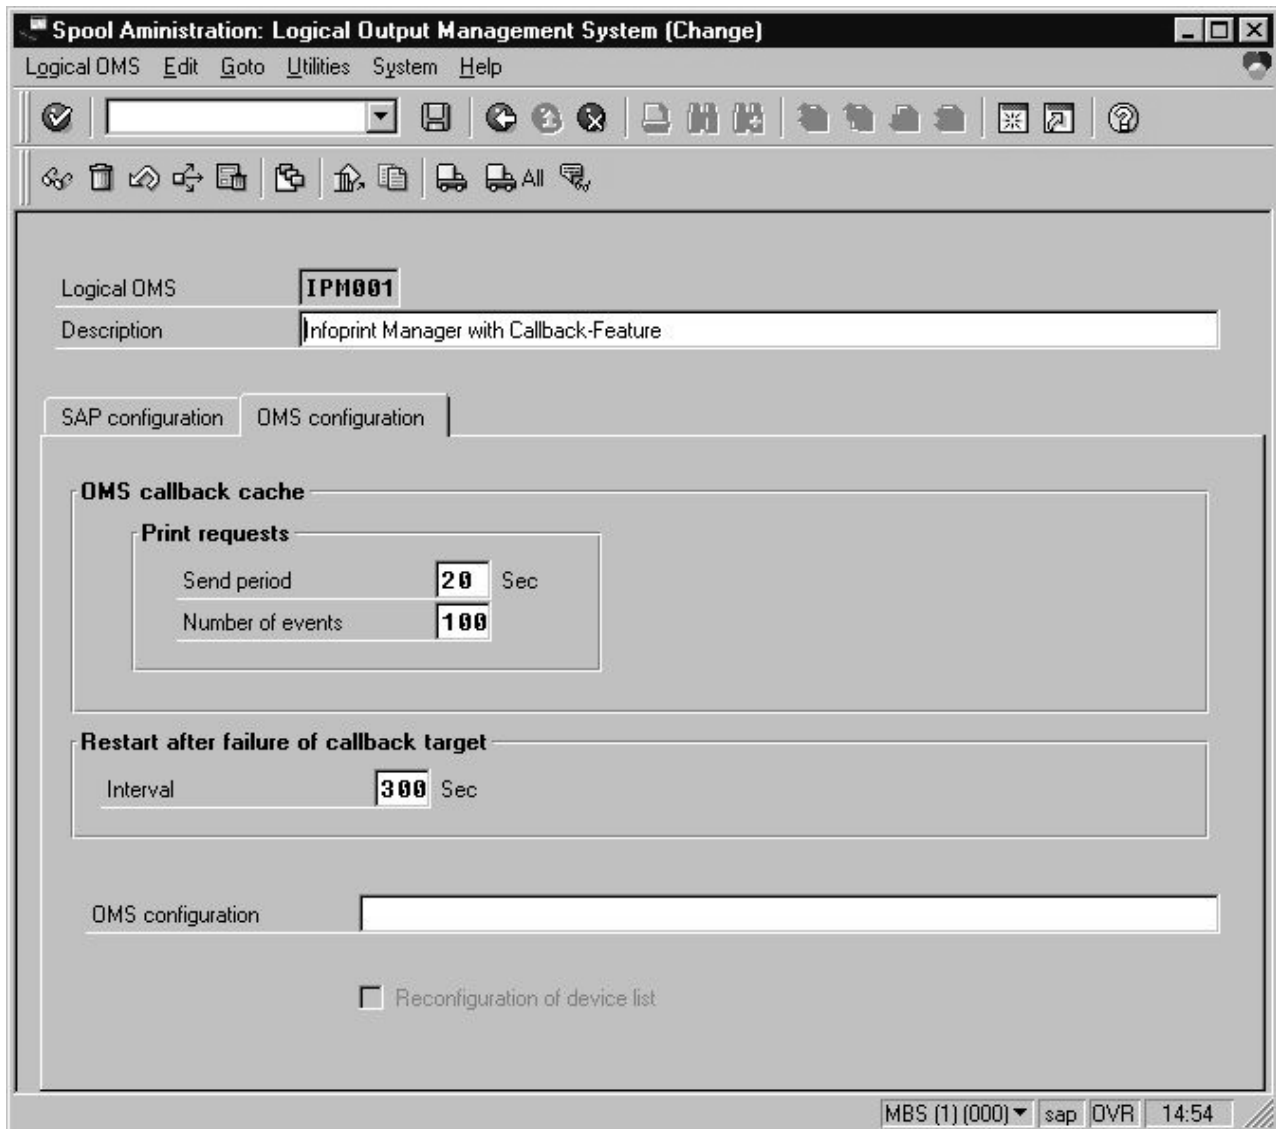 Spool Aministration: Logical Output Management System (Change)
Logical OMS Edit Goto Utilities System Help
All
Logical OMS IPM001
Description Infoprint Manager with Callback-Feature
SAP configuration OMS configuration
OMS callback cache
Print requests
Send period 20 Sec
Number of events 100
Restart after failure of callback target
Interval 300 Sec
OMS configuration
Reconfiguration of device list
MBS (1) (000) sap OVR 14:54